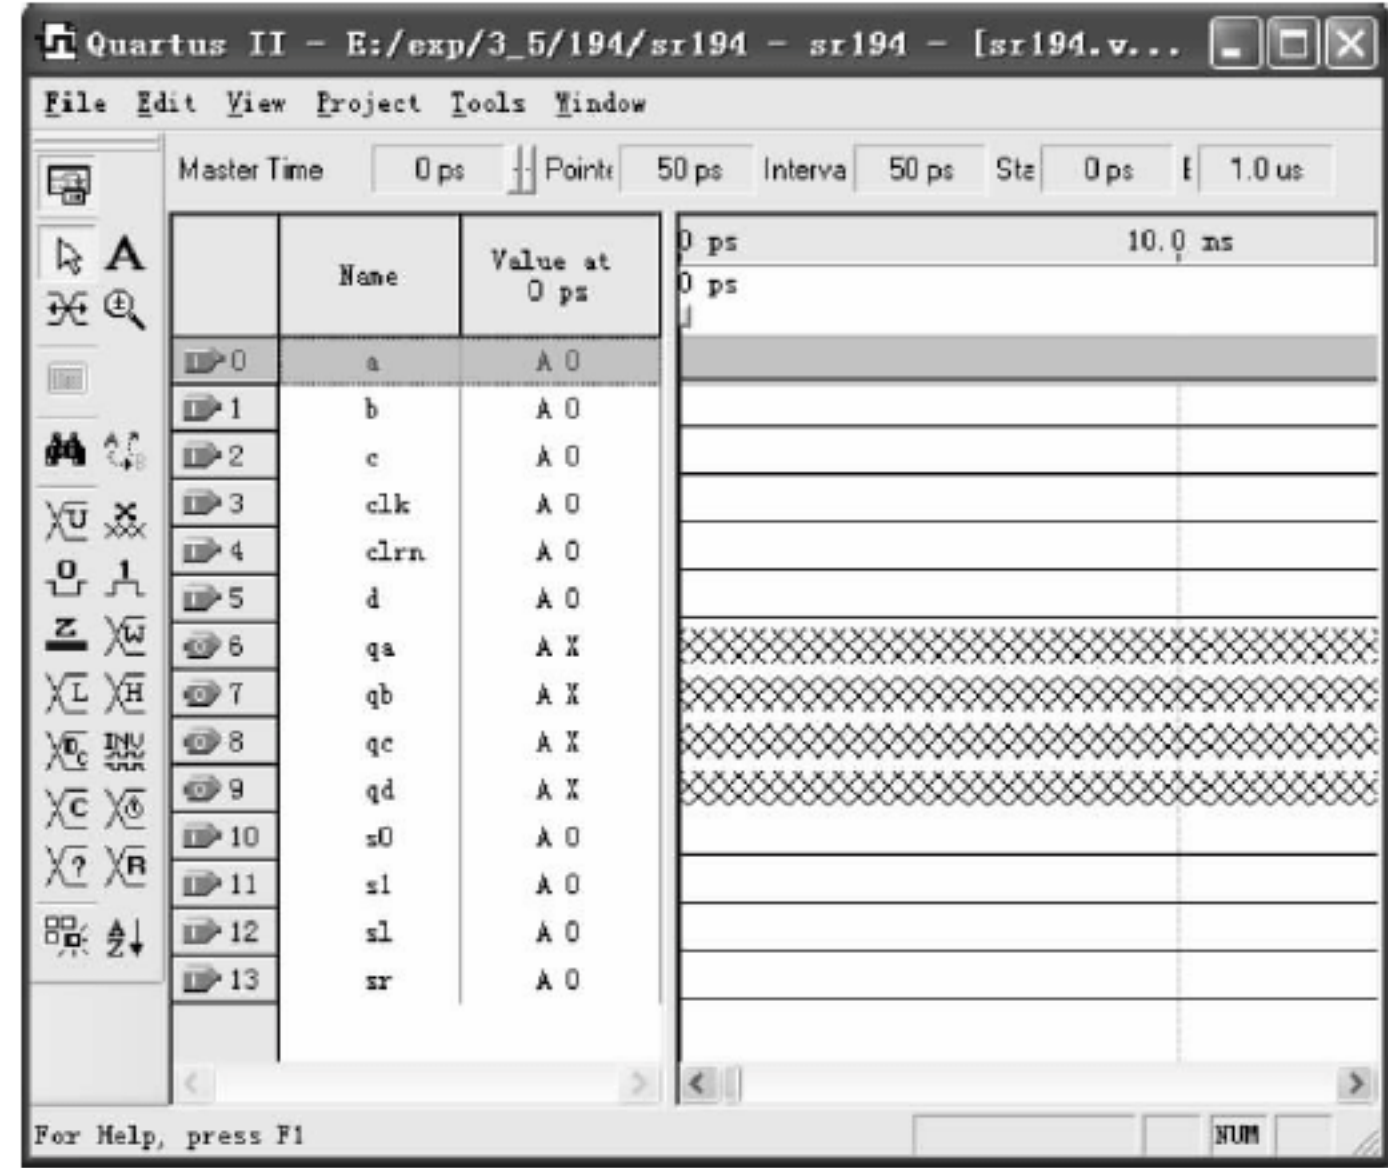 Quartus II - E:/exp/3_5/194/sr194 - sr194 - [sr194.v...
File Edit View Project Tools Window
Master Time 0 ps Pointe 50 ps Interva 50 ps Sta 0 ps E 1.0 us
Name Value at 0 ps 0 ps 10.0 ns
0 ps
0 a A 0
1 b A 0
2 c A 0
3 clk A 0
4 clrn A 0
5 d A 0
6 qa A X
7 qb A X
8 qc A X
9 qd A X
10 s0 A 0
11 s1 A 0
12 sl A 0
13 sr A 0
For Help, press F1 NUM